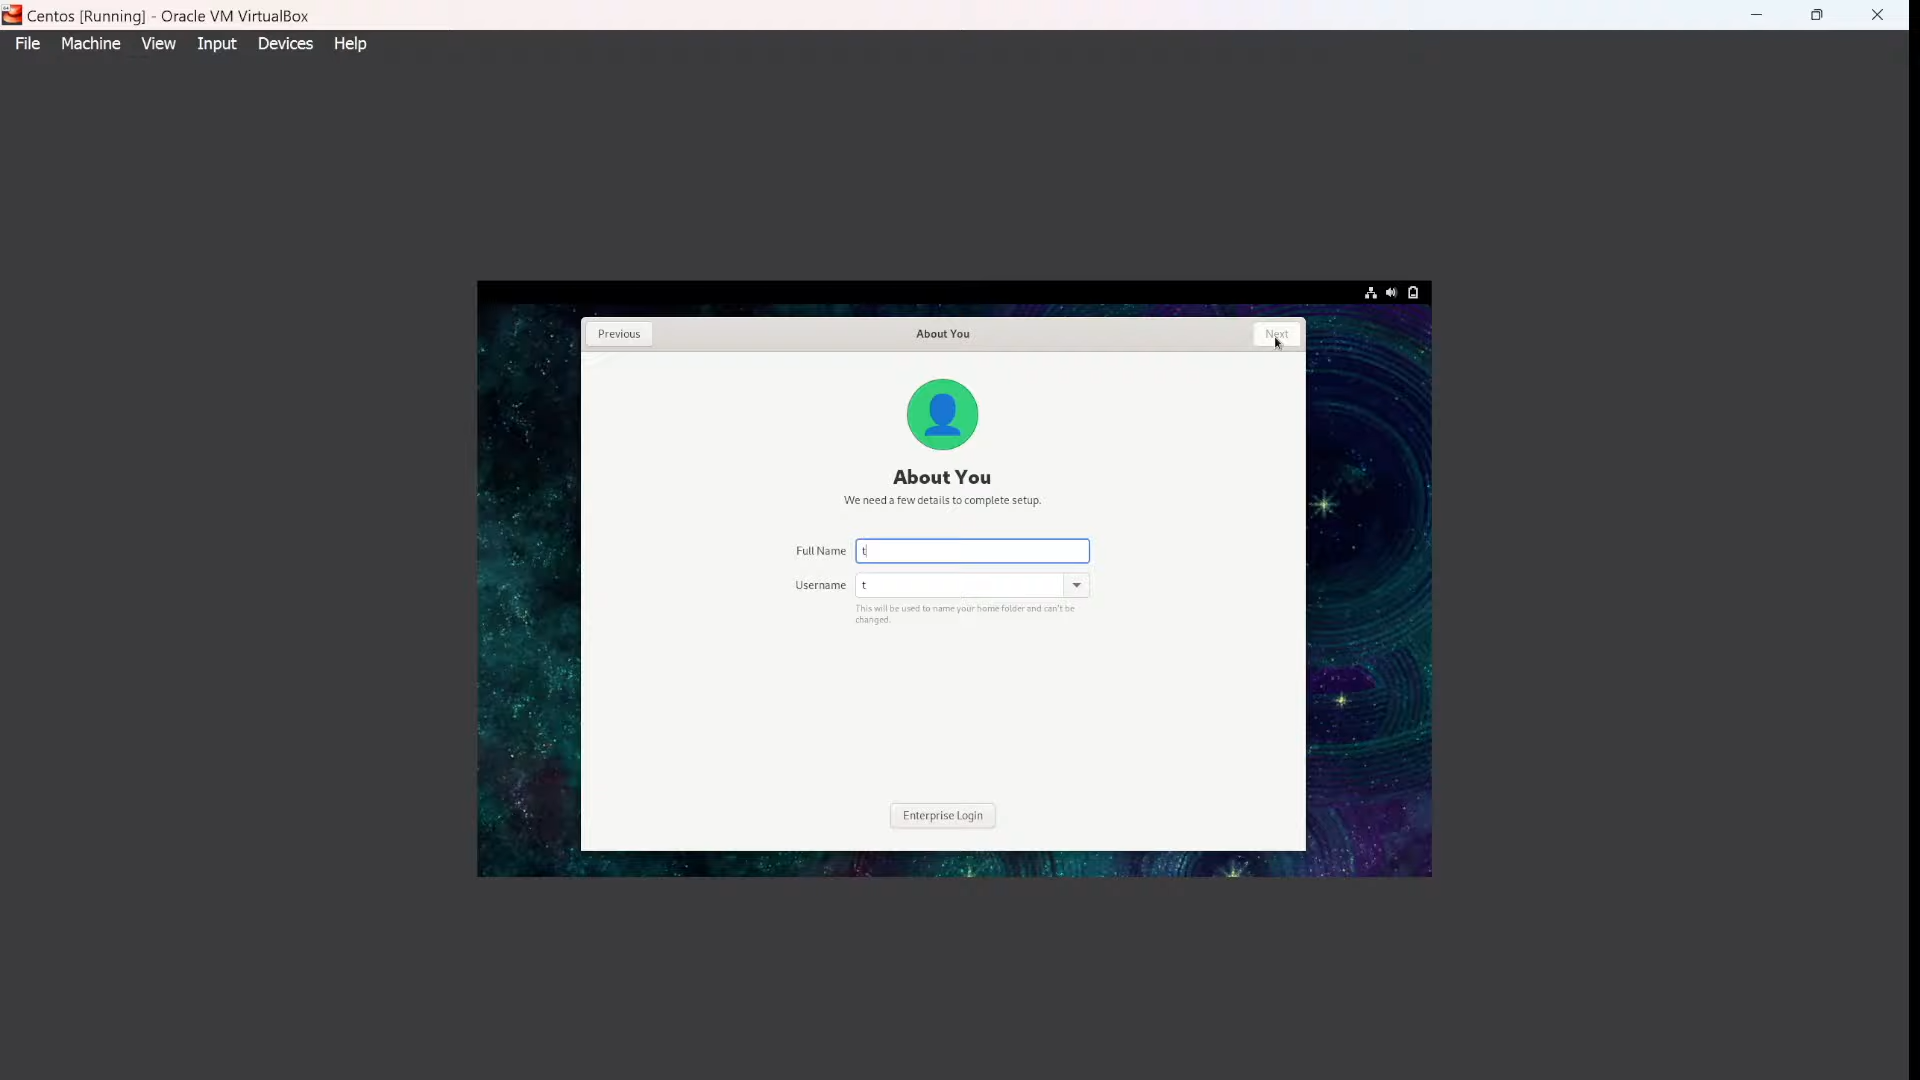 Centos [Running] - Oracle VM VirtualBox
File Machine View Input Devices Help
Previous About You Next
About You
We need a few details to complete setup.
Full Name t
Username t
This will be used to name your home folder and can't be
changed.
Enterprise Login